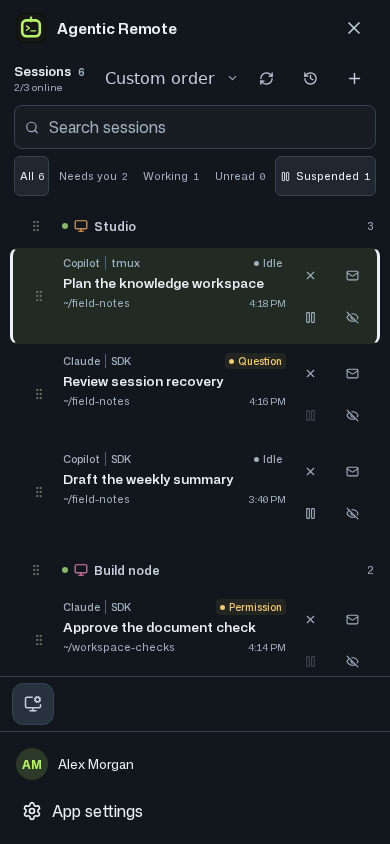 Agentic Remote
Sessions 6
2/3 online
Custom order
Search sessions
All 6
Needs you 2
Working 1
Unread 0
Suspended 1
Studio
3
Copilot | tmux
Idle
Plan the knowledge workspace
~/field-notes
4:18 PM
Claude | SDK
Question
Review session recovery
~/field-notes
4:16 PM
Copilot | SDK
Idle
Draft the weekly summary
~/field-notes
3:40 PM
Build node
2
Claude | SDK
Permission
Approve the document check
~/workspace-checks
4:14 PM
AM
Alex Morgan
App settings